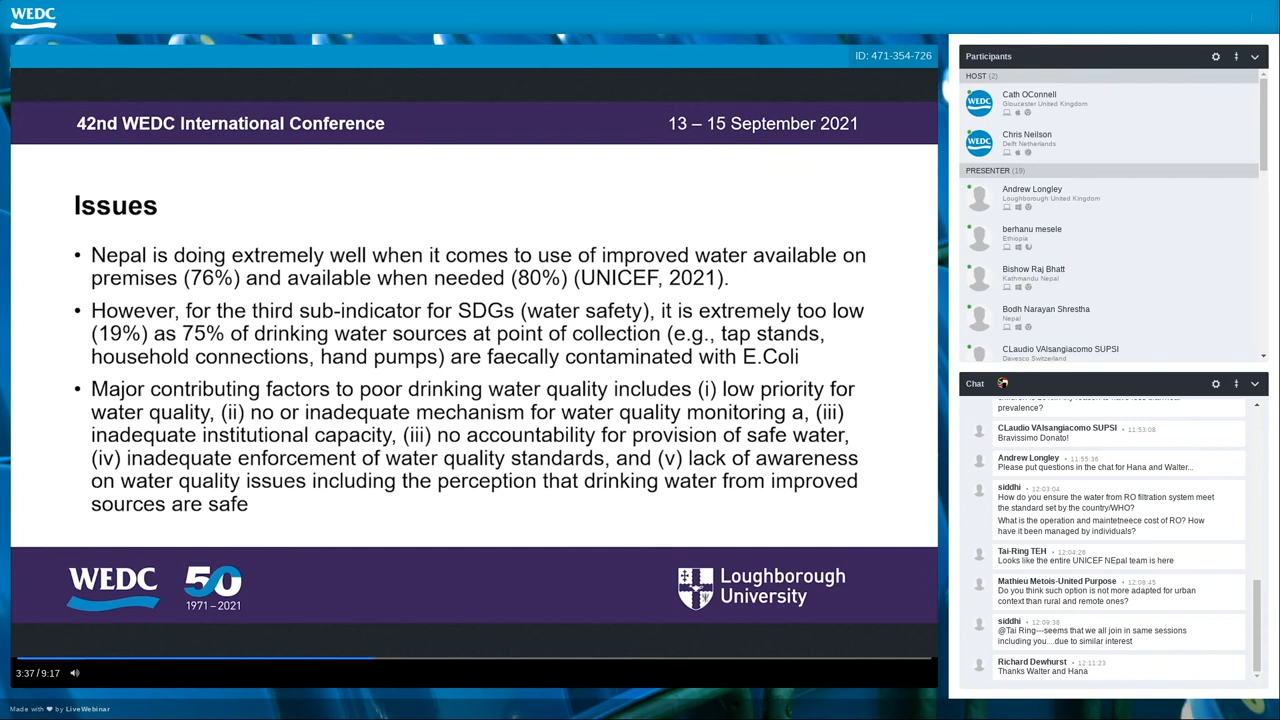 WEDC
ID: 471-354-726
42nd WEDC International Conference
13 – 15 September 2021
Issues
• Nepal is doing extremely well when it comes to use of improved water available on
premises (76%) and available when needed (80%) (UNICEF, 2021).
• However, for the third sub-indicator for SDGs (water safety), it is extremely too low
(19%) as 75% of drinking water sources at point of collection (e.g., tap stands,
household connections, hand pumps) are faecally contaminated with E.Coli
• Major contributing factors to poor drinking water quality includes (i) low priority for
water quality, (ii) no or inadequate mechanism for water quality monitoring a, (iii)
inadequate institutional capacity, (iii) no accountability for provision of safe water,
(iv) inadequate enforcement of water quality standards, and (v) lack of awareness
on water quality issues including the perception that drinking water from improved
sources are safe
WEDC
50
1971 – 2021
Loughborough
University
3:37 / 9:17
Made with ❤ by LiveWebinar
Participants
HOST (2)
WEDC
Cath OConnell
Gloucester United Kingdom
WEDC
Chris Neilson
Delft Netherlands
PRESENTER (19)
Andrew Longley
Loughborough United Kingdom
berhanu mesele
Ethiopia
Bishow Raj Bhatt
Kathmandu Nepal
Bodh Narayan Shrestha
Nepal
CLaudio VAlsangiacomo SUPSI
Davesco Switzerland
Chat
prevalence?
CLaudio VAlsangiacomo SUPSI • 11:53:08
Bravissimo Donato!
Andrew Longley • 11:55:36
Please put questions in the chat for Hana and Walter...
siddhi • 12:03:04
How do you ensure the water from RO filtration system meet
the standard set by the country/WHO?
What is the operation and maintetneece cost of RO? How
have it been managed by individuals?
Tai-Ring TEH • 12:04:26
Looks like the entire UNICEF NEpal team is here
Mathieu Metois-United Purpose • 12:08:45
Do you think such option is not more adapted for urban
context than rural and remote ones?
siddhi • 12:09:38
@Tai Ring---seems that we all join in same sessions
including you....due to similar interest
Richard Dewhurst • 12:11:23
Thanks Walter and Hana